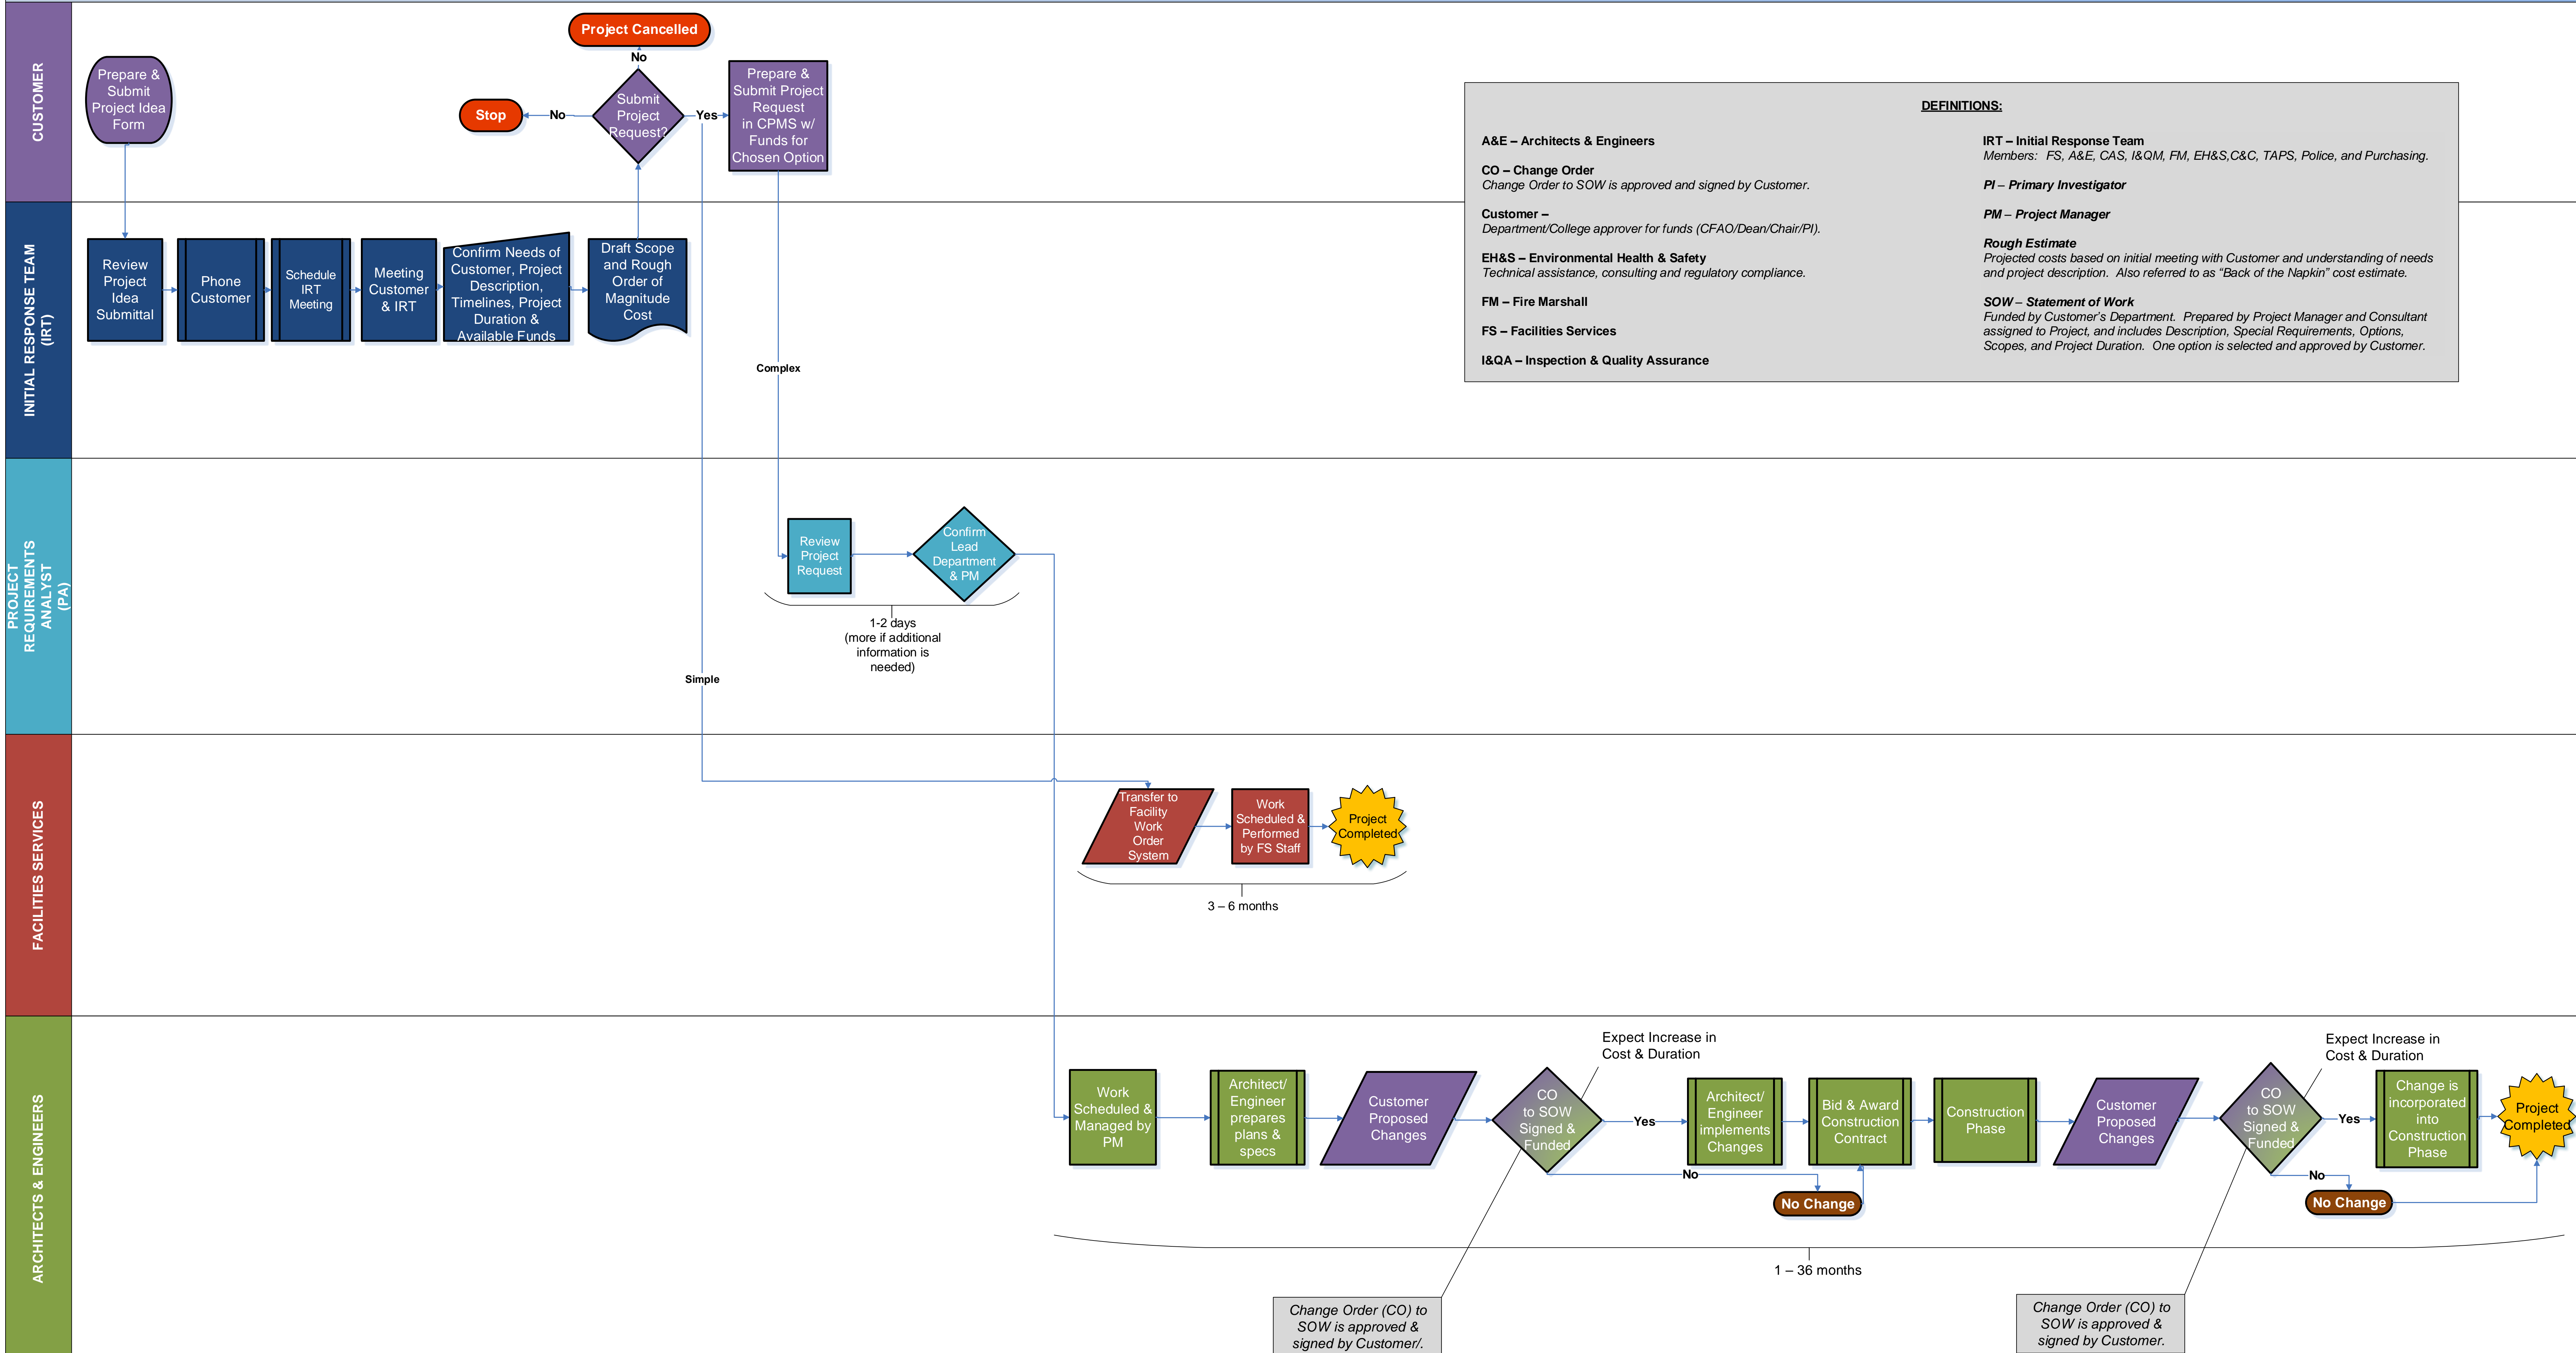 CUSTOMER
Prepare &
Submit
Project Idea
Form
Project Cancelled
No
Stop
No
Submit
Project
Request?
Yes
Prepare &
Submit Project
Request
in CPMS w/
Funds for
Chosen Option
DEFINITIONS:
A&E – Architects & Engineers
CO – Change Order
Change Order to SOW is approved and signed by Customer.
Customer –
Department/College approver for funds (CFAO/Dean/Chair/PI).
EH&S – Environmental Health & Safety
Technical assistance, consulting and regulatory compliance.
FM – Fire Marshall
FS – Facilities Services
I&QA – Inspection & Quality Assurance
IRT – Initial Response Team
Members: FS, A&E, CAS, I&QM, FM, EH&S,C&C, TAPS, Police, and Purchasing.
PI – Primary Investigator
PM – Project Manager
Rough Estimate
Projected costs based on initial meeting with Customer and understanding of needs
and project description. Also referred to as “Back of the Napkin” cost estimate.
SOW – Statement of Work
Funded by Customer’s Department. Prepared by Project Manager and Consultant
assigned to Project, and includes Description, Special Requirements, Options,
Scopes, and Project Duration. One option is selected and approved by Customer.
INITIAL RESPONSE TEAM
(IRT)
Review
Project
Idea
Submittal
Phone
Customer
Schedule
IRT
Meeting
Meeting
Customer
& IRT
Confirm Needs of
Customer, Project
Description,
Timelines, Project
Duration &
Available Funds
Draft Scope
and Rough
Order of
Magnitude
Cost
Complex
PROJECT
REQUIREMENTS
ANALYST
(PA)
Review
Project
Request
Confirm
Lead
Department
& PM
1-2 days
(more if additional
information is
needed)
Simple
FACILITIES SERVICES
Transfer to
Facility
Work
Order
System
Work
Scheduled &
Performed
by FS Staff
Project
Completed
3 – 6 months
ARCHITECTS & ENGINEERS
Work
Scheduled &
Managed by
PM
Architect/
Engineer
prepares
plans &
specs
Customer
Proposed
Changes
CO
to SOW
Signed &
Funded
Expect Increase in
Cost & Duration
Yes
No
Architect/
Engineer
implements
Changes
No Change
Bid & Award
Construction
Contract
Construction
Phase
Customer
Proposed
Changes
CO
to SOW
Signed &
Funded
Expect Increase in
Cost & Duration
Yes
No
Change is
incorporated
into
Construction
Phase
No Change
Project
Completed
1 – 36 months
Change Order (CO) to
SOW is approved &
signed by Customer/.
Change Order (CO) to
SOW is approved &
signed by Customer.